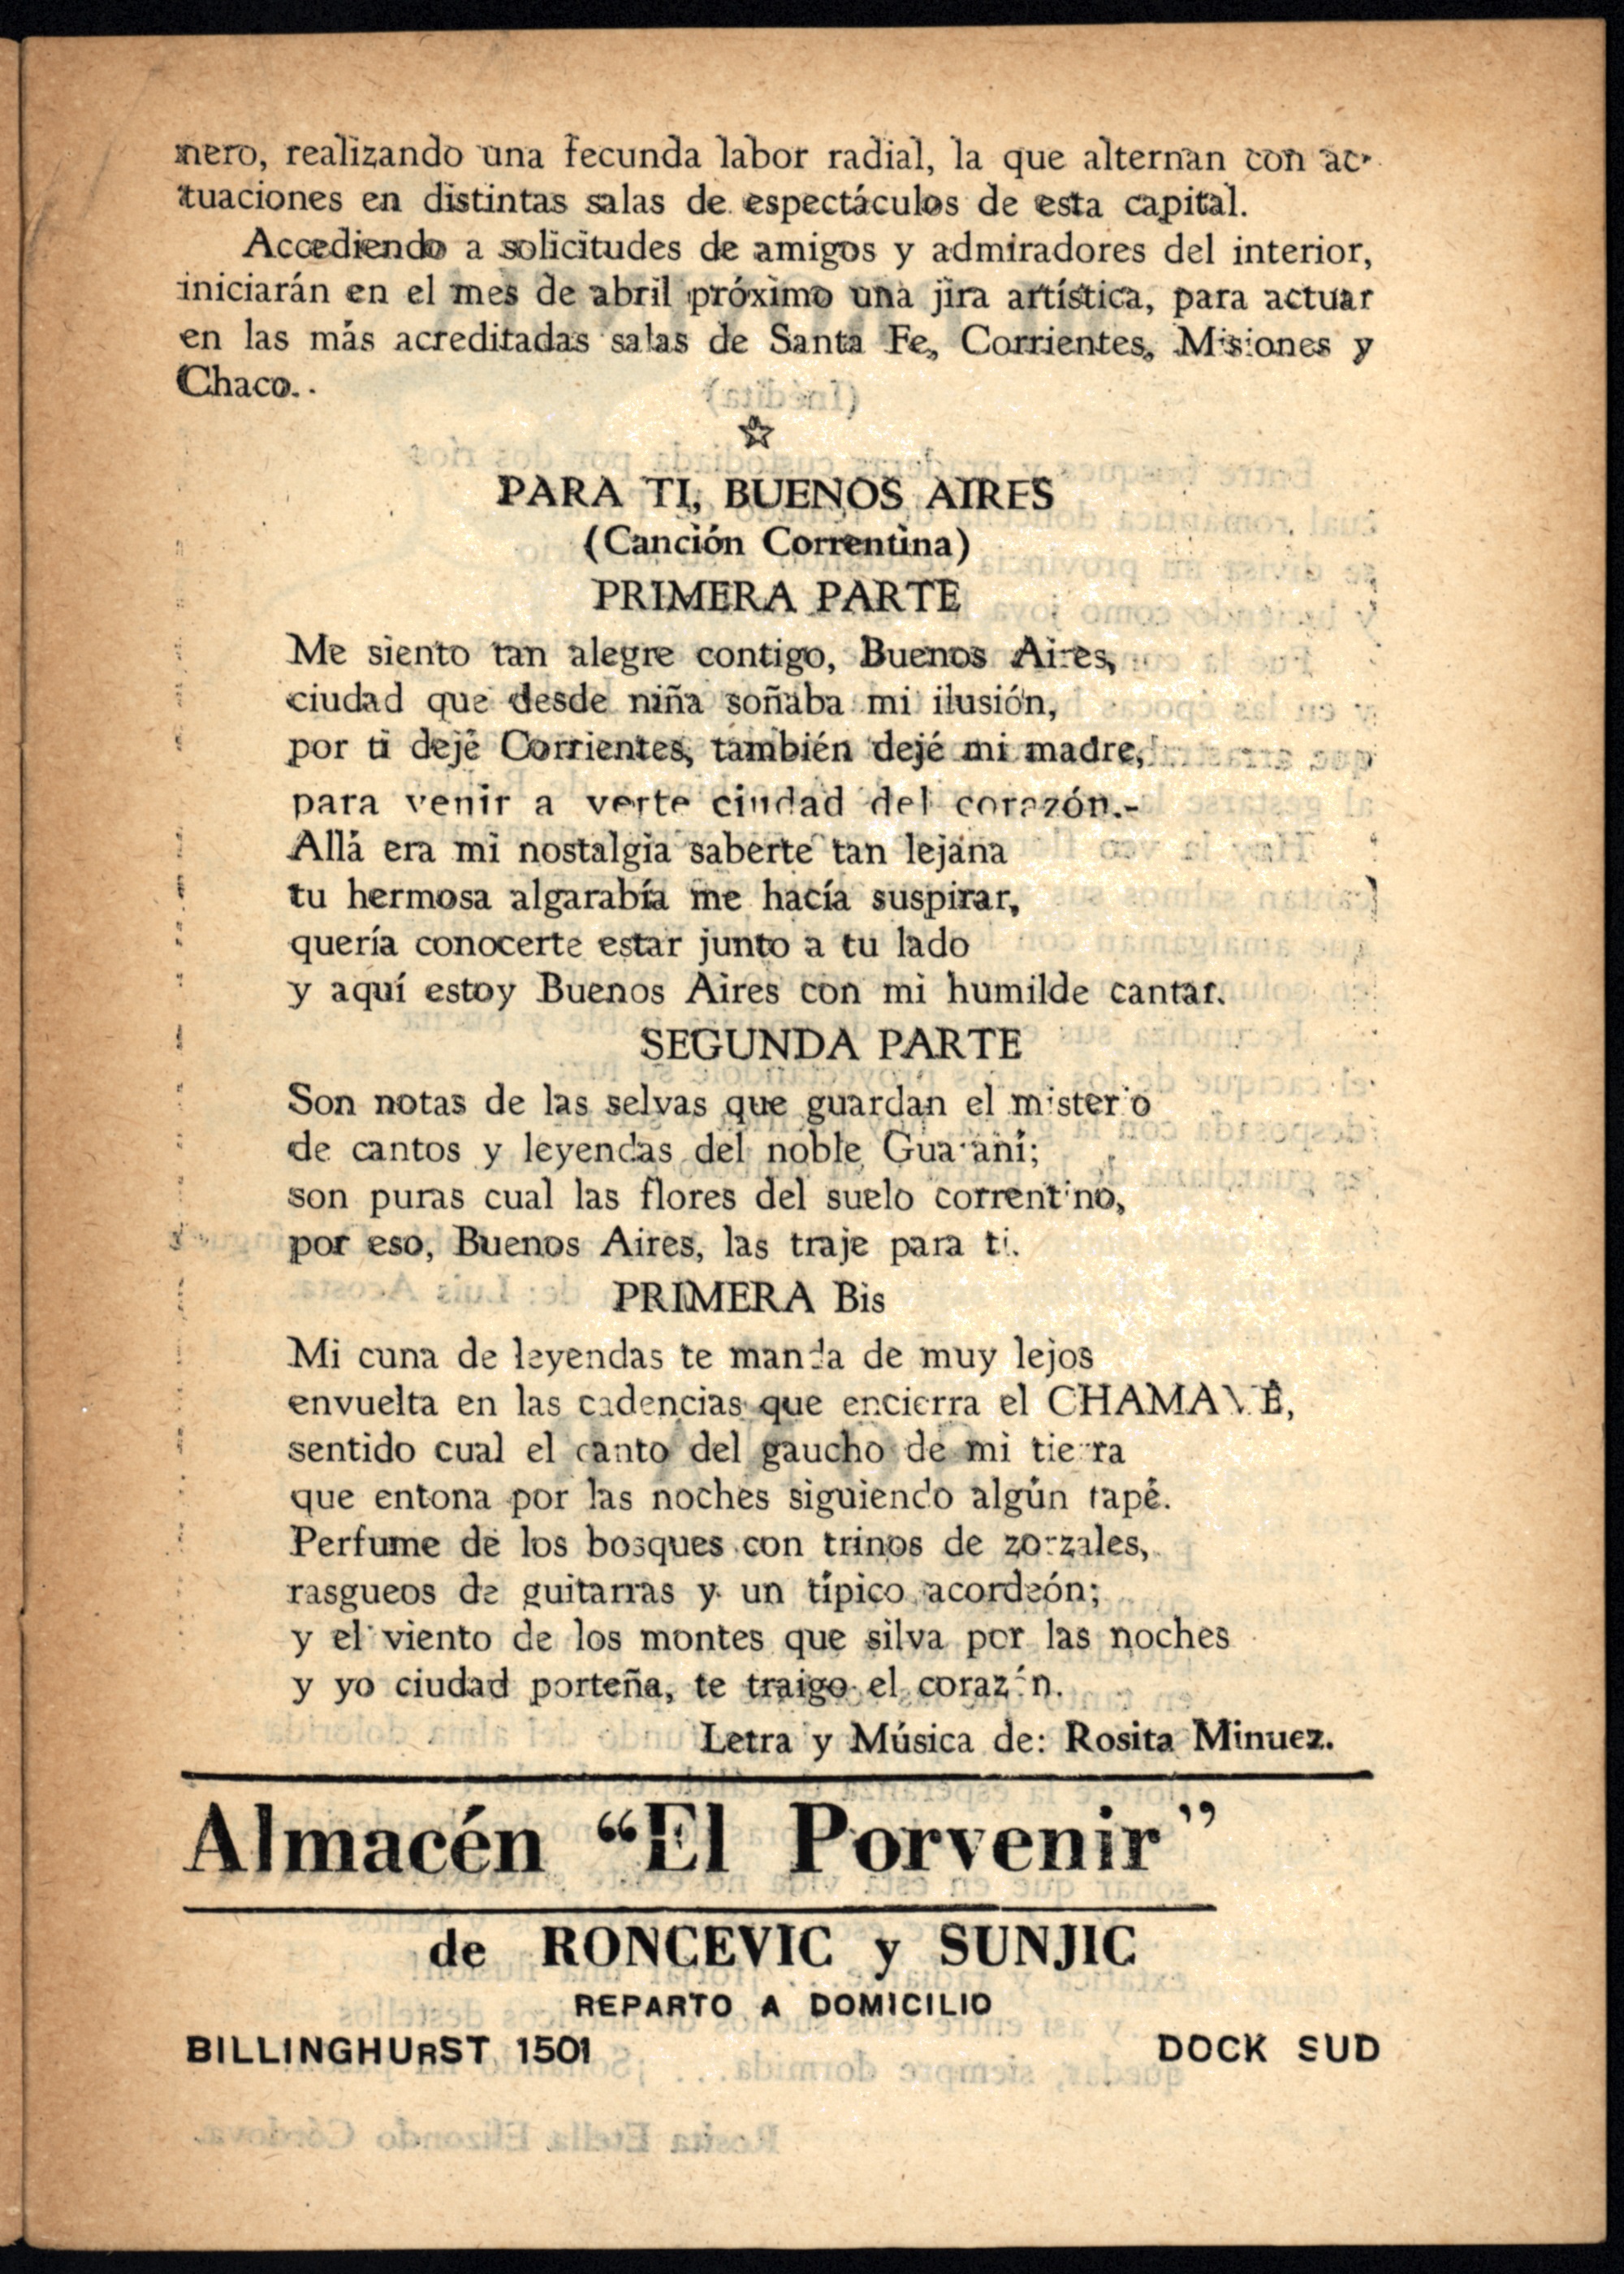 nero, realizando una fecunda labor radial, la que alternan con ac-
tuaciones en distintas salas de espectáculos de esta capital.
Accediendo a solicitudes de amigos y admiradores del interior,
iniciarán en el mes de abril próximo una jira artística, para actuar
en las más acreditadas salas de Santa Fe, Corrientes, Misiones y
Chaco..
PARA TI, BUENOS AIRES
(Canción Correntina)
PRIMERA PARTE
Me siento tan alegre contigo, Buenos Aires,
ciudad que desde niña soñaba mi ilusión,
por ti dejé Corrientes, también dejé mi madre,
para venir a verte ciudad del corazón.-
Allá era mi nostalgia saberte tan lejana
tu hermosa algarabía me hacía suspirar,
quería conocerte estar junto a tu lado
y aquí estoy Buenos Aires con mi humilde cantar.
SEGUNDA PARTE
Son notas de las selvas que guardan el misterio
de cantos y leyendas del noble Guaraní;
son puras cual las flores del suelo correntino,
por eso, Buenos Aires, las traje para ti.
PRIMERA Bis
Mi cuna de leyendas te manda de muy lejos
envuelta en las cadencias que encierra el CHAMAMÉ,
sentido cual el canto del gaucho de mi tierra
que entona por las noches siguiendo algún tapé.
Perfume de los bosques con trinos de zorzales,
rasgueos de guitarras y un típico acordeón;
y el viento de los montes que silva por las noches
y yo ciudad porteña, te traigo el corazón.
Letra y Música de: Rosita Minuez.
Almacén “El Porvenir”
de RONCEVIC y SUNJIC
REPARTO A DOMICILIO
BILLINGHURST 1501 DOCK SUD